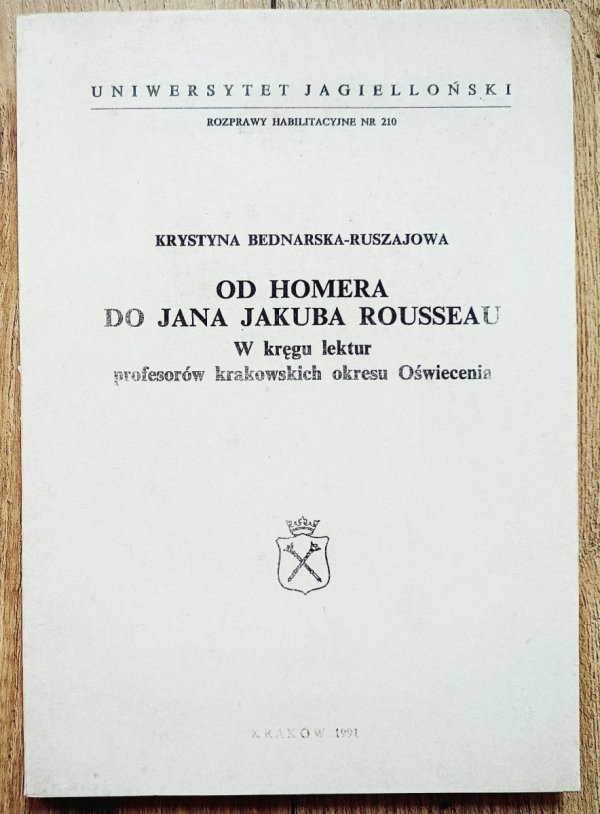 UNIWERSYTET JAGIELLOŃSKI
ROZPRAWY HABILITACYJNE NR 210
KRYSTYNA BEDNARSKA-RUSZAJOWA
OD HOMERA
DO JANA JAKUBA ROUSSEAU
W kręgu lektur
profesorów krakowskich okresu Oświecenia
KRAKÓW 1991